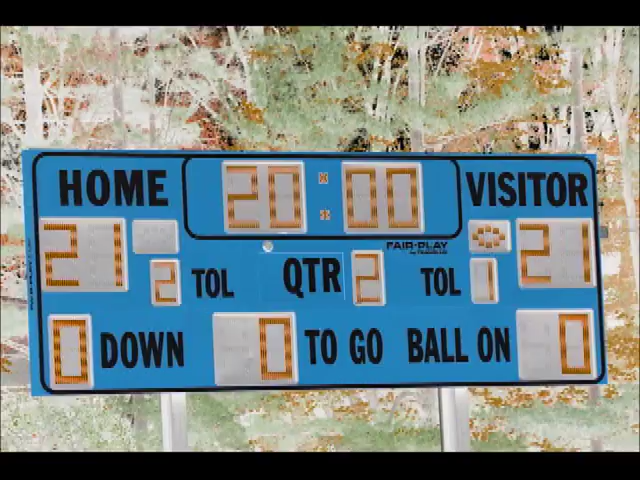 HOME 20:00 VISITOR
21 21
FAIR-PLAY
2 TOL QTR 2 TOL 1
0 DOWN 0 TO GO BALL ON 0